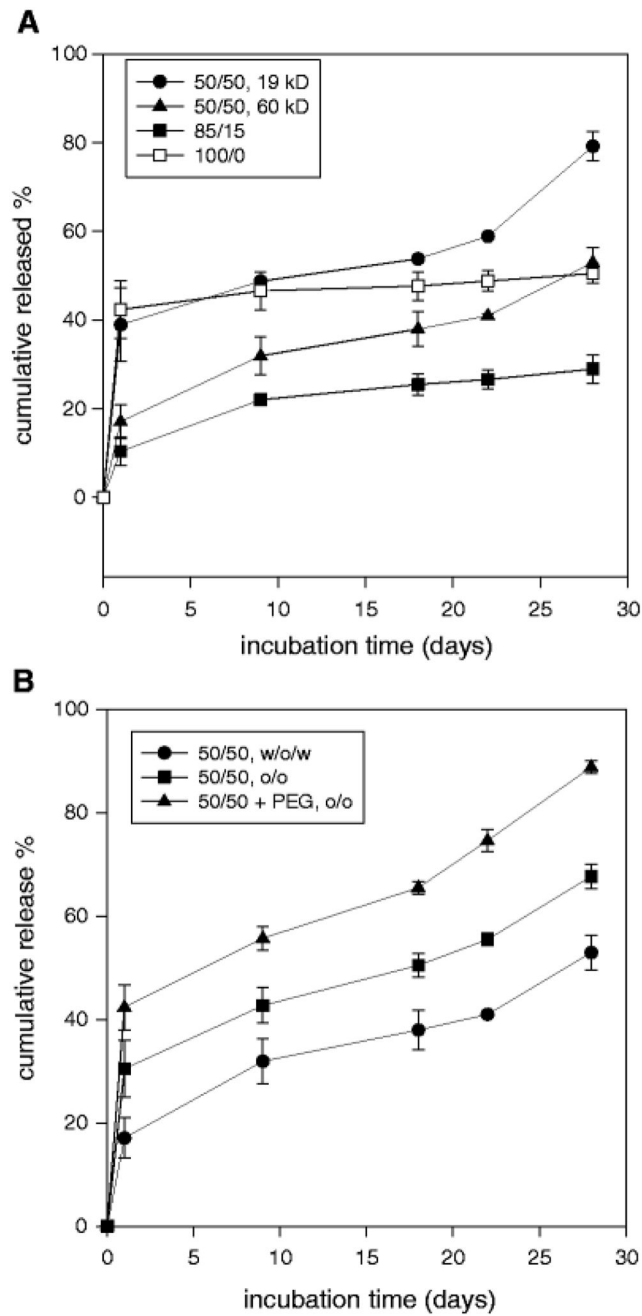 A
100
80
60
40
20
0
cumulative released %
50/50, 19 kD
50/50, 60 kD
85/15
100/0
0 5 10 15 20 25 30
incubation time (days)
B
100
80
60
40
20
0
cumulative release %
50/50, w/o/w
50/50, o/o
50/50 + PEG, o/o
0 5 10 15 20 25 30
incubation time (days)